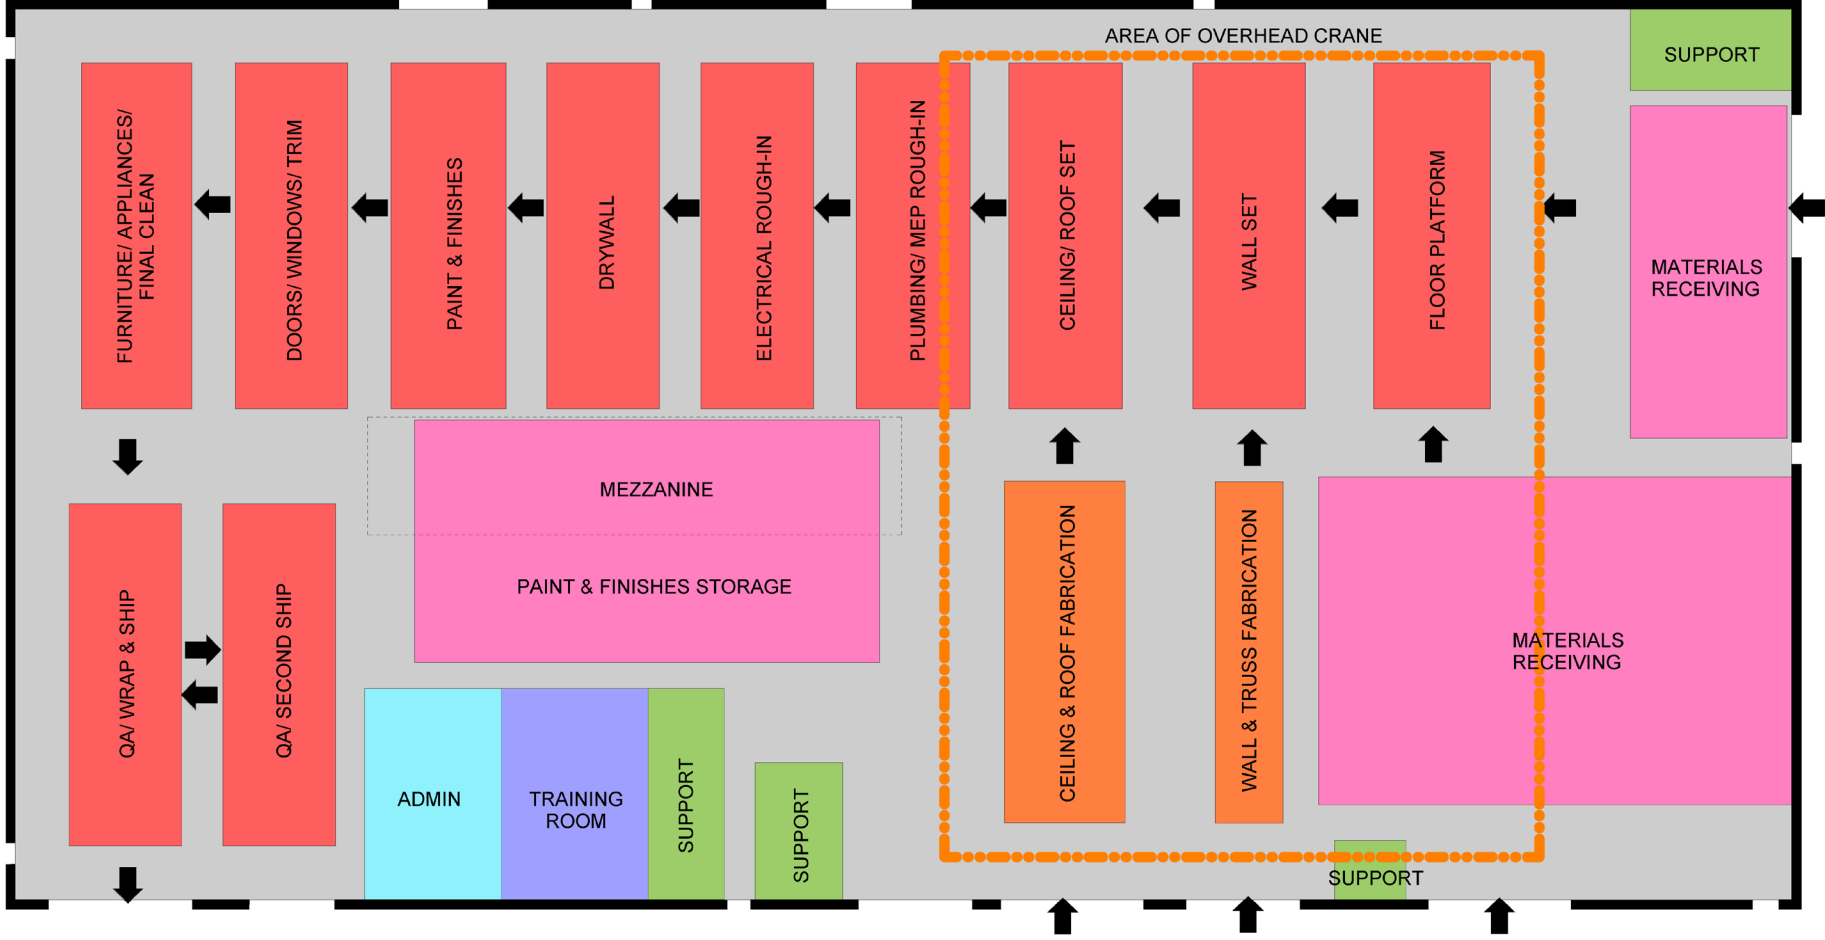 AREA OF OVERHEAD CRANE
SUPPORT
FURNITURE/ APPLIANCES/
FINAL CLEAN
DOORS/ WINDOWS/ TRIM
PAINT & FINISHES
DRYWALL
ELECTRICAL ROUGH-IN
PLUMBING/ MEP ROUGH-IN
CEILING/ ROOF SET
WALL SET
FLOOR PLATFORM
MATERIALS
RECEIVING
MEZZANINE
PAINT & FINISHES STORAGE
QA/ WRAP & SHIP
QA/ SECOND SHIP
CEILING & ROOF FABRICATION
WALL & TRUSS FABRICATION
MATERIALS
RECEIVING
ADMIN
TRAINING
ROOM
SUPPORT
SUPPORT
SUPPORT